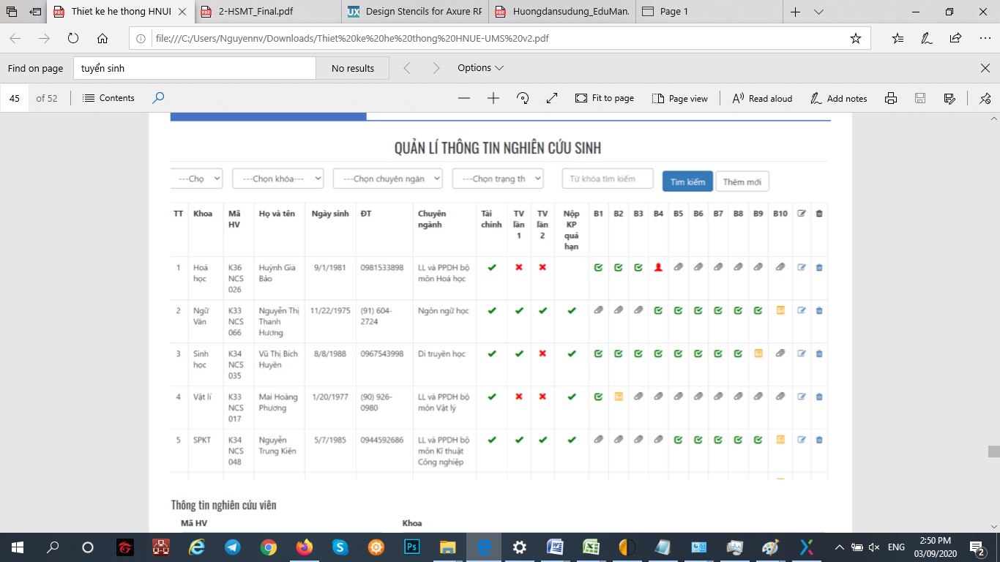 Thiet ke he thong HNUE
2-HSMT_Final.pdf
Design Stencils for Axure RP
Huongdansudung_EduMan.
Page 1
file:///C:/Users/Nguyennv/Downloads/Thiet%20ke%20he%20thong%20HNUE-UMS%20v2.pdf
Find on page
tuyển sinh
No results
Options
45 of 52
Contents
Fit to page
Page view
Read aloud
Add notes
QUẢN LÍ THÔNG TIN NGHIÊN CỨU SINH
---Chọ
---Chọn khóa---
---Chọn chuyên ngàn
---Chọn trạng th
Từ khóa tìm kiếm
Tìm kiếm
Thêm mới
TT Khoa Mã HV Họ và tên Ngày sinh ĐT Chuyên ngành Tài chính TV lần 1 TV lần 2 Nộp KP quá hạn B1 B2 B3 B4 B5 B6 B7 B8 B9 B10
1 Hoá học K36 NCS 026 Huỳnh Gia Bảo 9/1/1981 0981533898 LL và PPDH bộ môn Hoá học
2 Ngữ Văn K33 NCS 066 Nguyễn Thị Thanh Hương 11/22/1975 (91) 604-2724 Ngôn ngữ học
3 Sinh học K34 NCS 035 Vũ Thị Bích Huyền 8/8/1988 0967543998 Di truyền học
4 Vật lí K33 NCS 017 Mai Hoàng Phương 1/20/1977 (90) 926-0980 LL và PPDH bộ môn Vật lý
5 SPKT K34 NCS 048 Nguyễn Trung Kiên 5/7/1985 0944592686 LL và PPDH bộ môn Kĩ thuật Công nghiệp
Thông tin nghiên cứu viên
Mã HV
Khoa
ENG
2:50 PM
03/09/2020
2